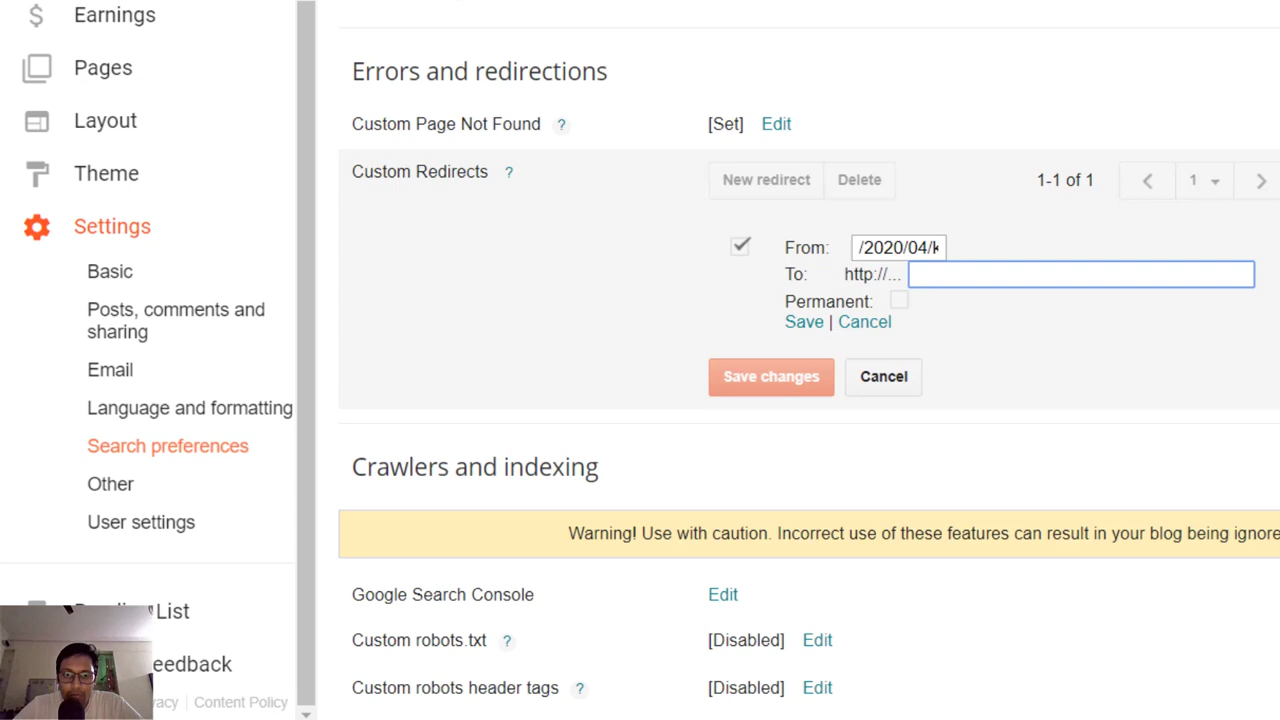 Earnings
Pages
Layout
Theme
Settings
Basic
Posts, comments and
sharing
Email
Language and formatting
Search preferences
Other
User settings
List
eedback
vacy | Content Policy
Errors and redirections
Custom Page Not Found ? [Set] Edit
Custom Redirects ? New redirect Delete 1-1 of 1 1
From: /2020/04/k
To: http://...
Permanent:
Save | Cancel
Save changes Cancel
Crawlers and indexing
Warning! Use with caution. Incorrect use of these features can result in your blog being ignore
Google Search Console Edit
Custom robots.txt ? [Disabled] Edit
Custom robots header tags ? [Disabled] Edit